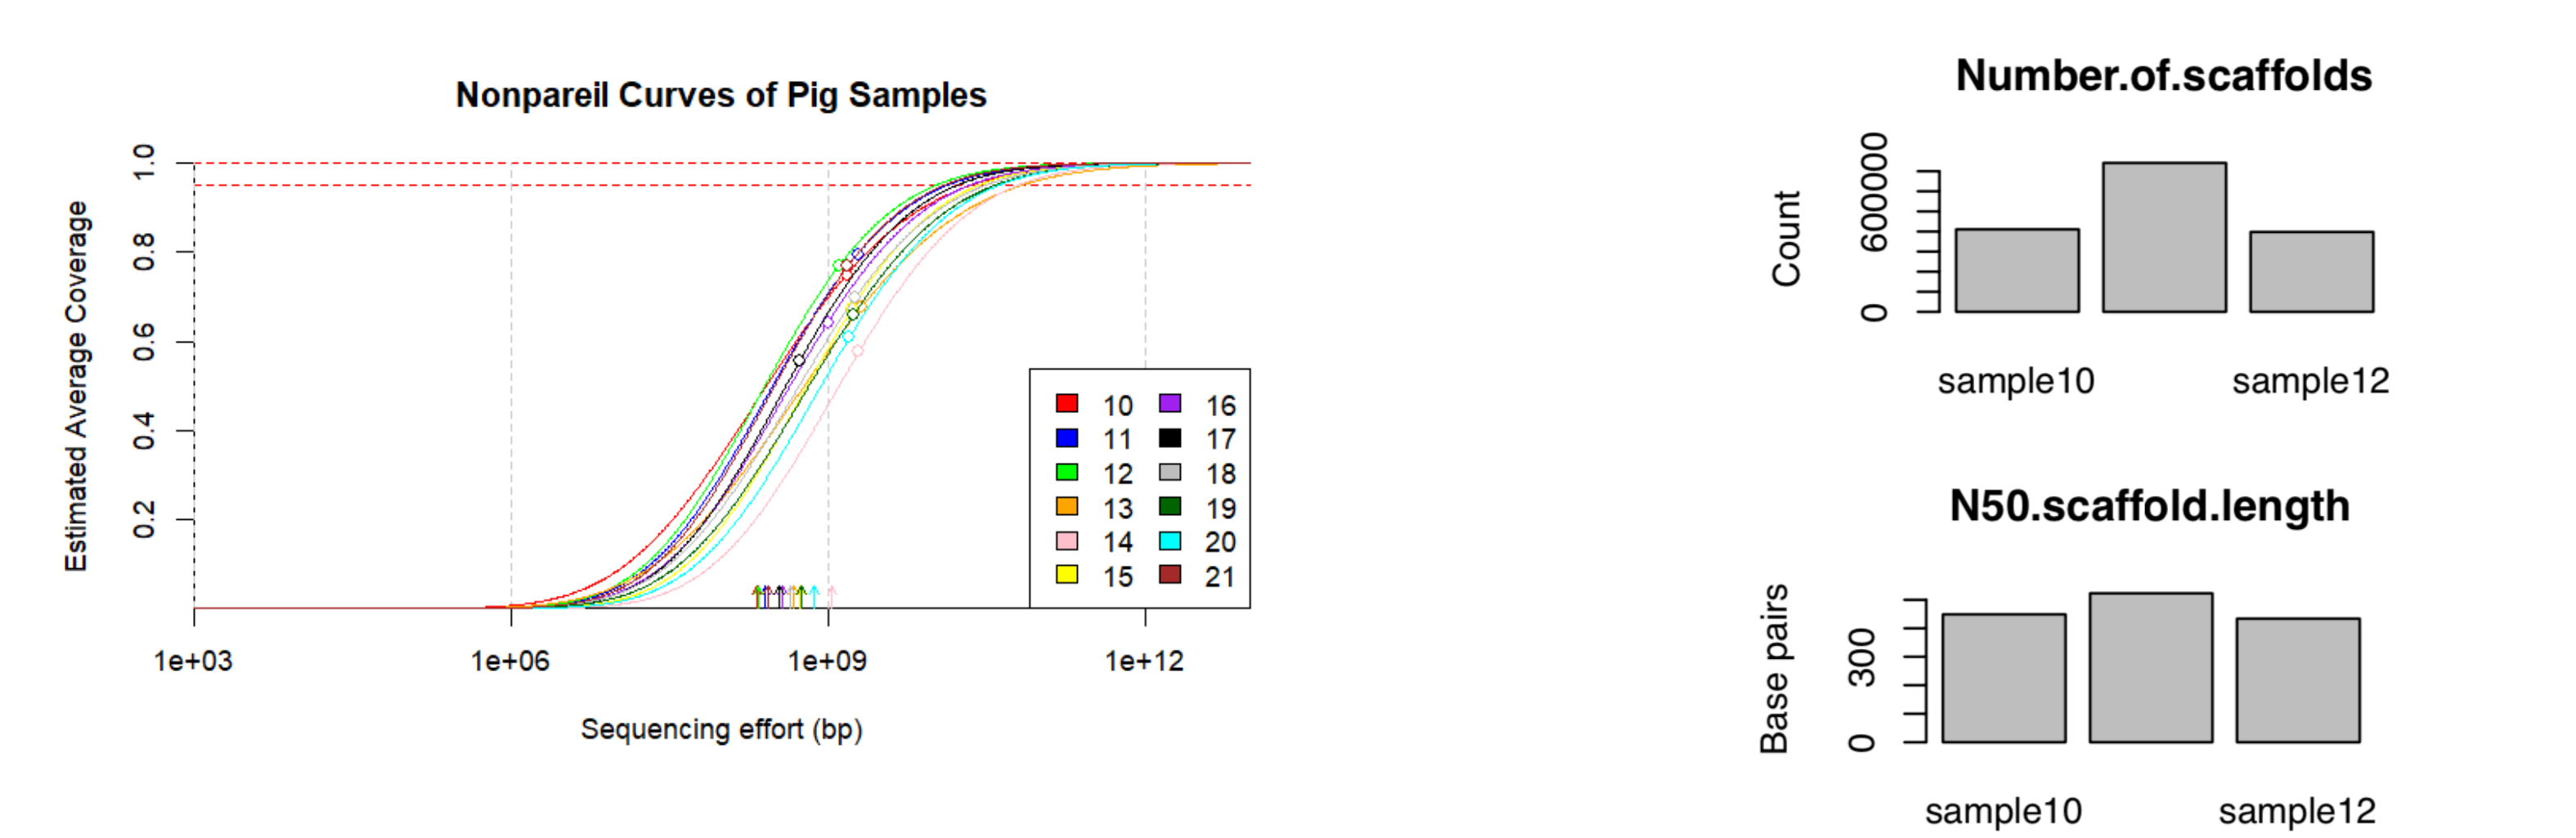 Nonpareil Curves of Pig Samples
Estimated Average Coverage
1.0
0.8
0.6
0.4
0.2
1e+03 1e+06 1e+09 1e+12
Sequencing effort (bp)
10 16
11 17
12 18
13 19
14 20
15 21
Number.of.scaffolds
Count
600000
0
sample10 sample12
N50.scaffold.length
Base pairs
300
0
sample10 sample12